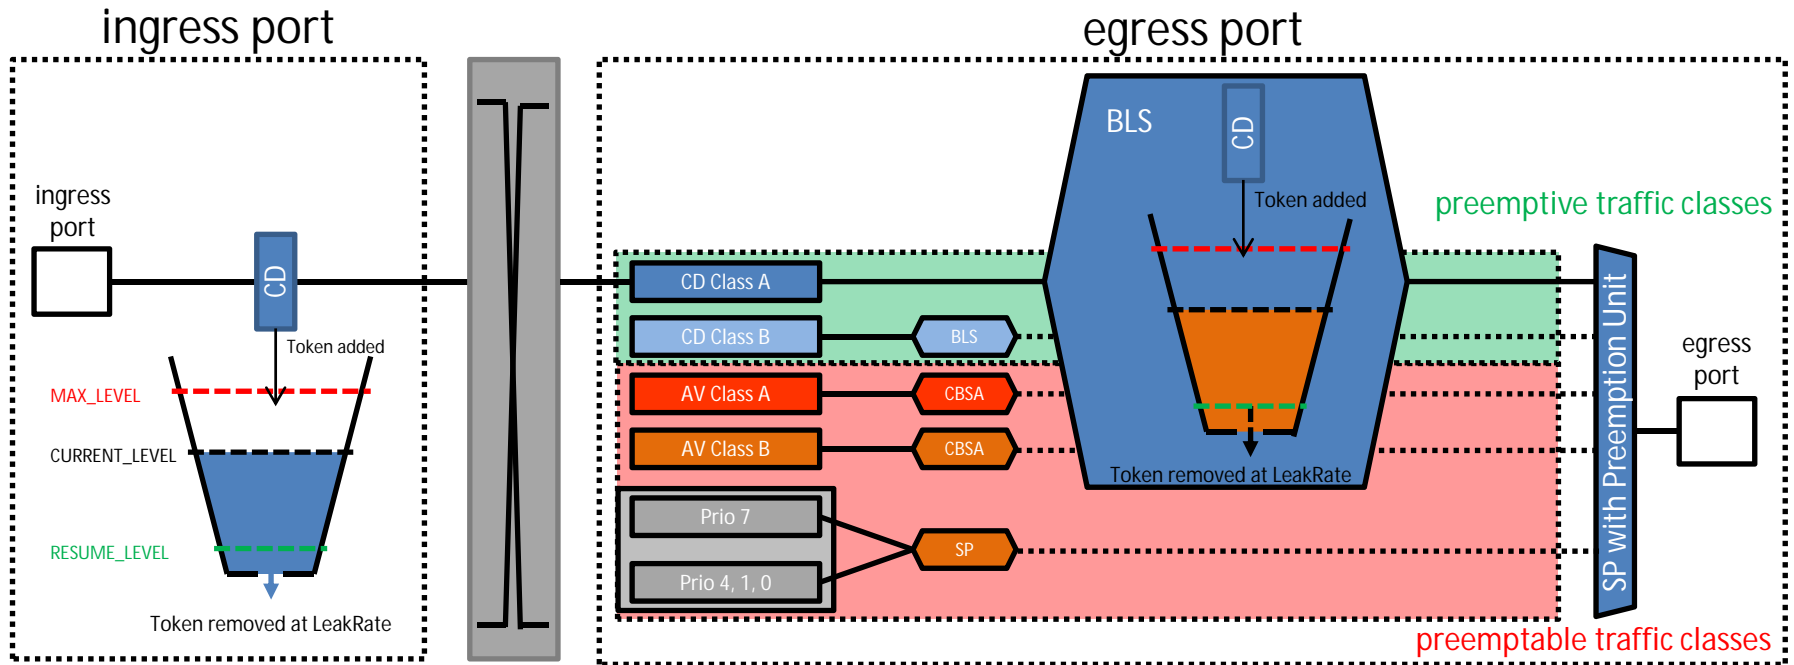 ingress port
egress port
ingress
port
CD
Token added
MAX_LEVEL
CURRENT_LEVEL
RESUME_LEVEL
Token removed at LeakRate
BLS
CD
Token added
Token removed at LeakRate
preemptive traffic classes
CD Class A
CD Class B
BLS
AV Class A
CBSA
AV Class B
CBSA
Prio 7
Prio 4, 1, 0
SP
SP with Preemption Unit
egress
port
preemptable traffic classes